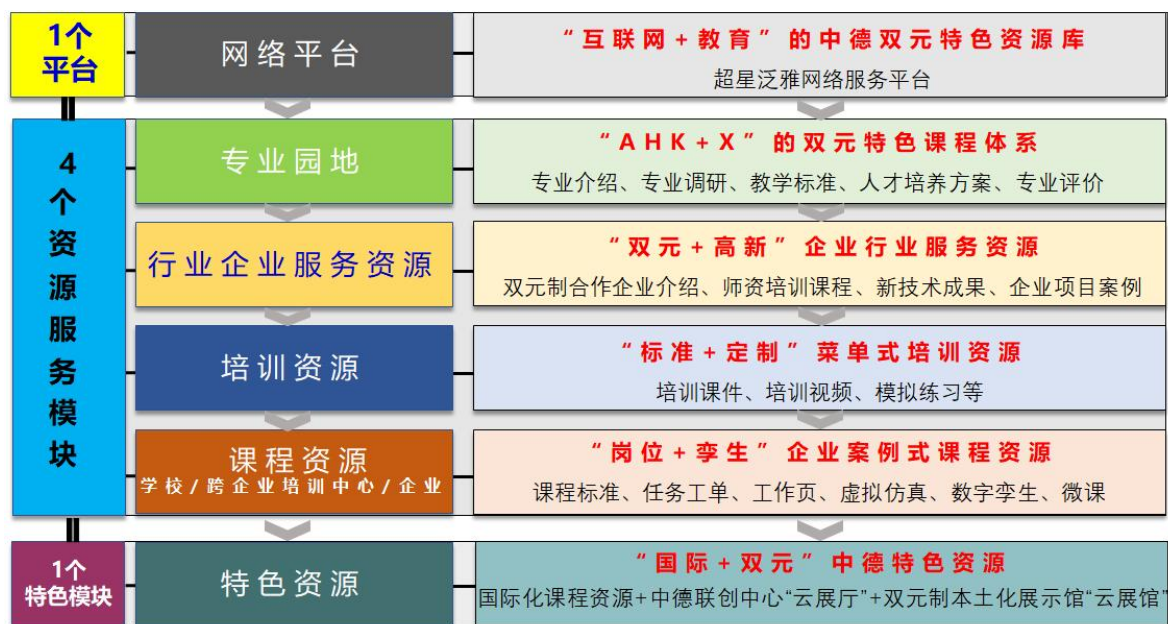 1个
平台
网络平台
“互联网+教育”的中德双元特色资源库
超星泛雅网络服务平台
4个资源服务模块
专业园地
“AHK+X”的双元特色课程体系
专业介绍、专业调研、教学标准、人才培养方案、专业评价
行业企业服务资源
“双元+高新”企业行业服务资源
双元制合作企业介绍、师资培训课程、新技术成果、企业项目案例
培训资源
“标准+定制”菜单式培训资源
培训课件、培训视频、模拟练习等
课程资源
学校/跨企业培训中心/企业
“岗位+孪生”企业案例式课程资源
课程标准、任务工单、工作页、虚拟仿真、数字孪生、微课
1个
特色模块
特色资源
“国际+双元”中德特色资源
国际化课程资源+中德联创中心“云展厅”+双元制本土化展示馆“云展馆”